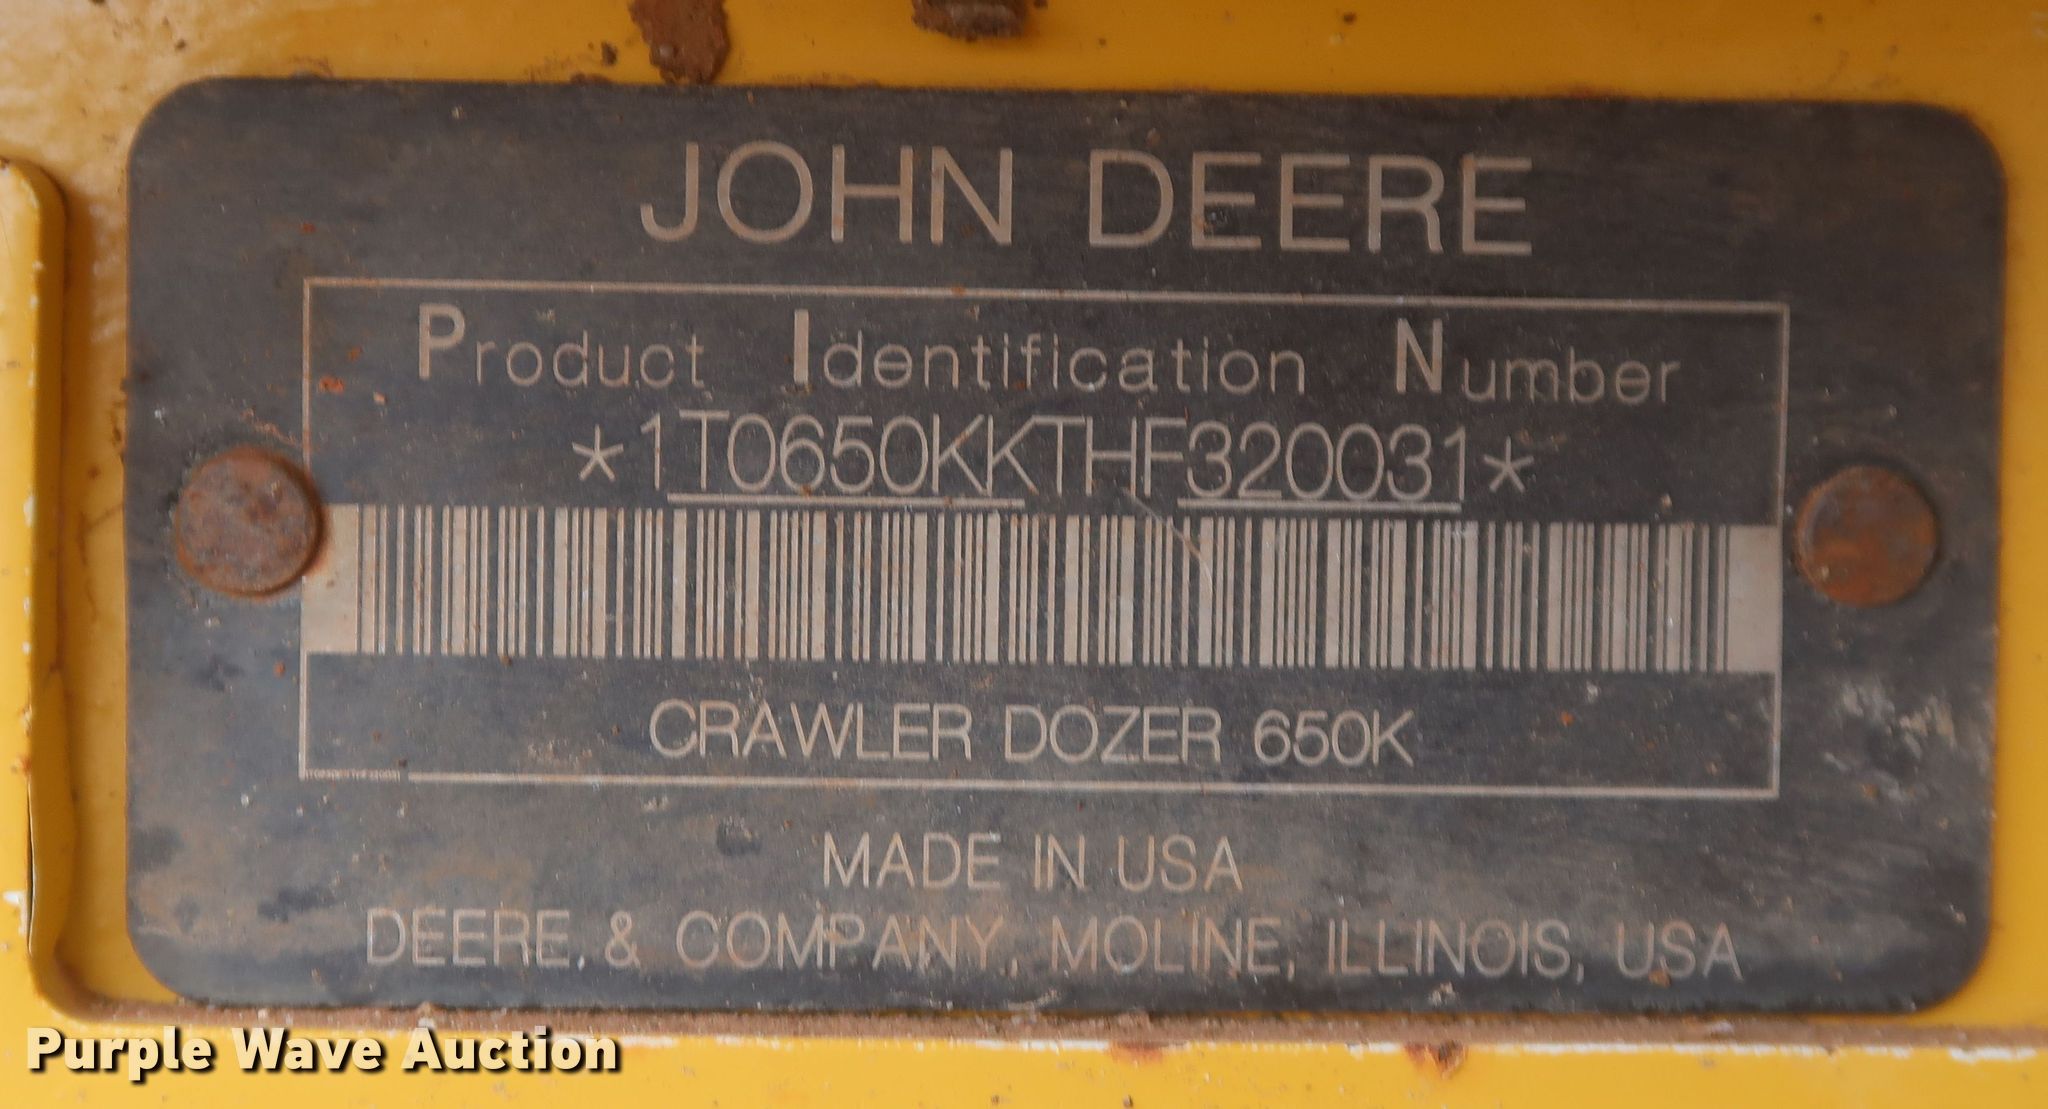 JOHN DEERE
Product Identification Number
*1T0650KKTHF320031*
CRAWLER DOZER 650K
MADE IN USA
DEERE & COMPANY, MOLINE, ILLINOIS, USA
Purple Wave Auction